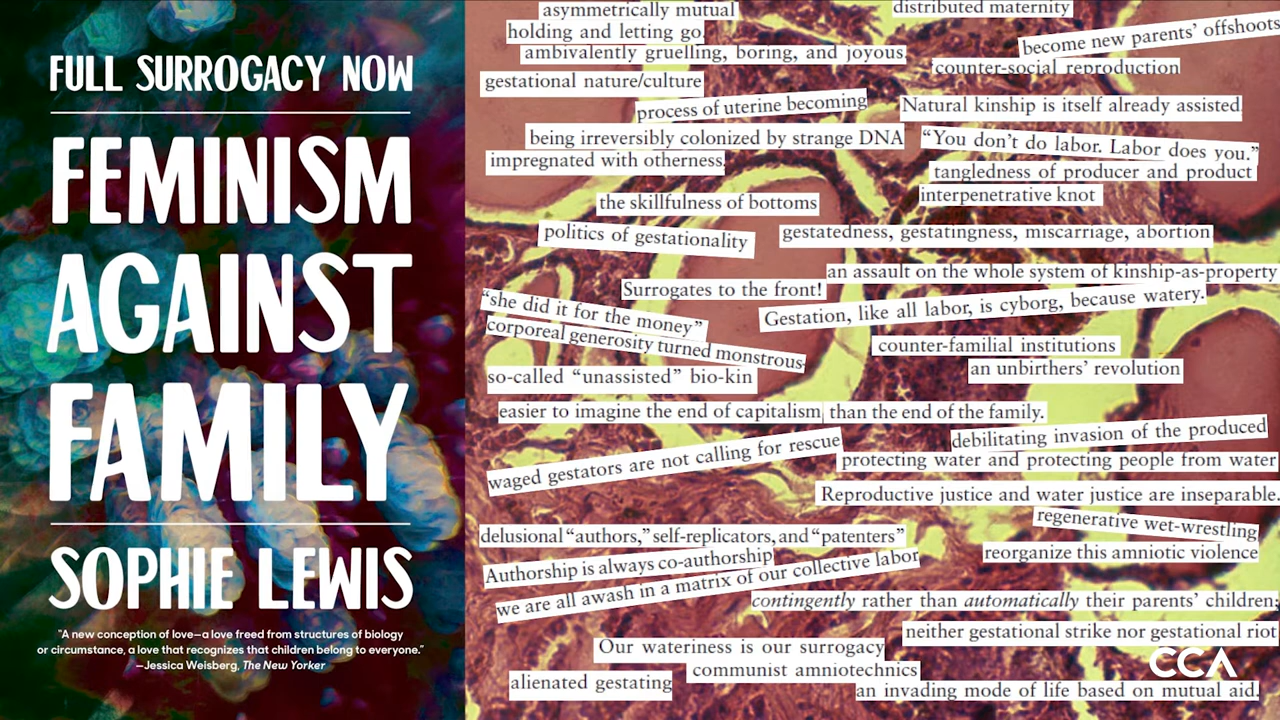 FULL SURROGACY NOW
FEMINISM
AGAINST
FAMILY
SOPHIE LEWIS
“A new conception of love—a love freed from structures of biology
or circumstance, a love that recognizes that children belong to everyone.”
—Jessica Weisberg, The New Yorker
asymmetrically mutual
distributed maternity
holding and letting go.
become new parents’ offshoots
ambivalently gruelling, boring, and joyous.
counter-social reproduction
gestational nature/culture
process of uterine becoming
Natural kinship is itself already assisted.
being irreversibly colonized by strange DNA
“You don’t do labor. Labor does you.”
impregnated with otherness.
tangledness of producer and product
interpenetrative knot
the skillfulness of bottoms
politics of gestationality
gestatedness, gestatingness, miscarriage, abortion
an assault on the whole system of kinship-as-property
Surrogates to the front!
“she did it for the money”
Gestation, like all labor, is cyborg, because watery.
corporeal generosity turned monstrous-
counter-familial institutions
so-called “unassisted” bio-kin
an unbirthers’ revolution
easier to imagine the end of capitalism than the end of the family.
debilitating invasion of the produced
waged gestators are not calling for rescue
protecting water and protecting people from water
Reproductive justice and water justice are inseparable.
regenerative wet-wrestling
delusional “authors,” self-replicators, and “patenters”
reorganize this amniotic violence
Authorship is always co-authorship
we are all awash in a matrix of our collective labor
contingently rather than automatically their parents’ children:
neither gestational strike nor gestational riot
Our wateriness is our surrogacy
CCA
communist amniotechnics
alienated gestating
an invading mode of life based on mutual aid.